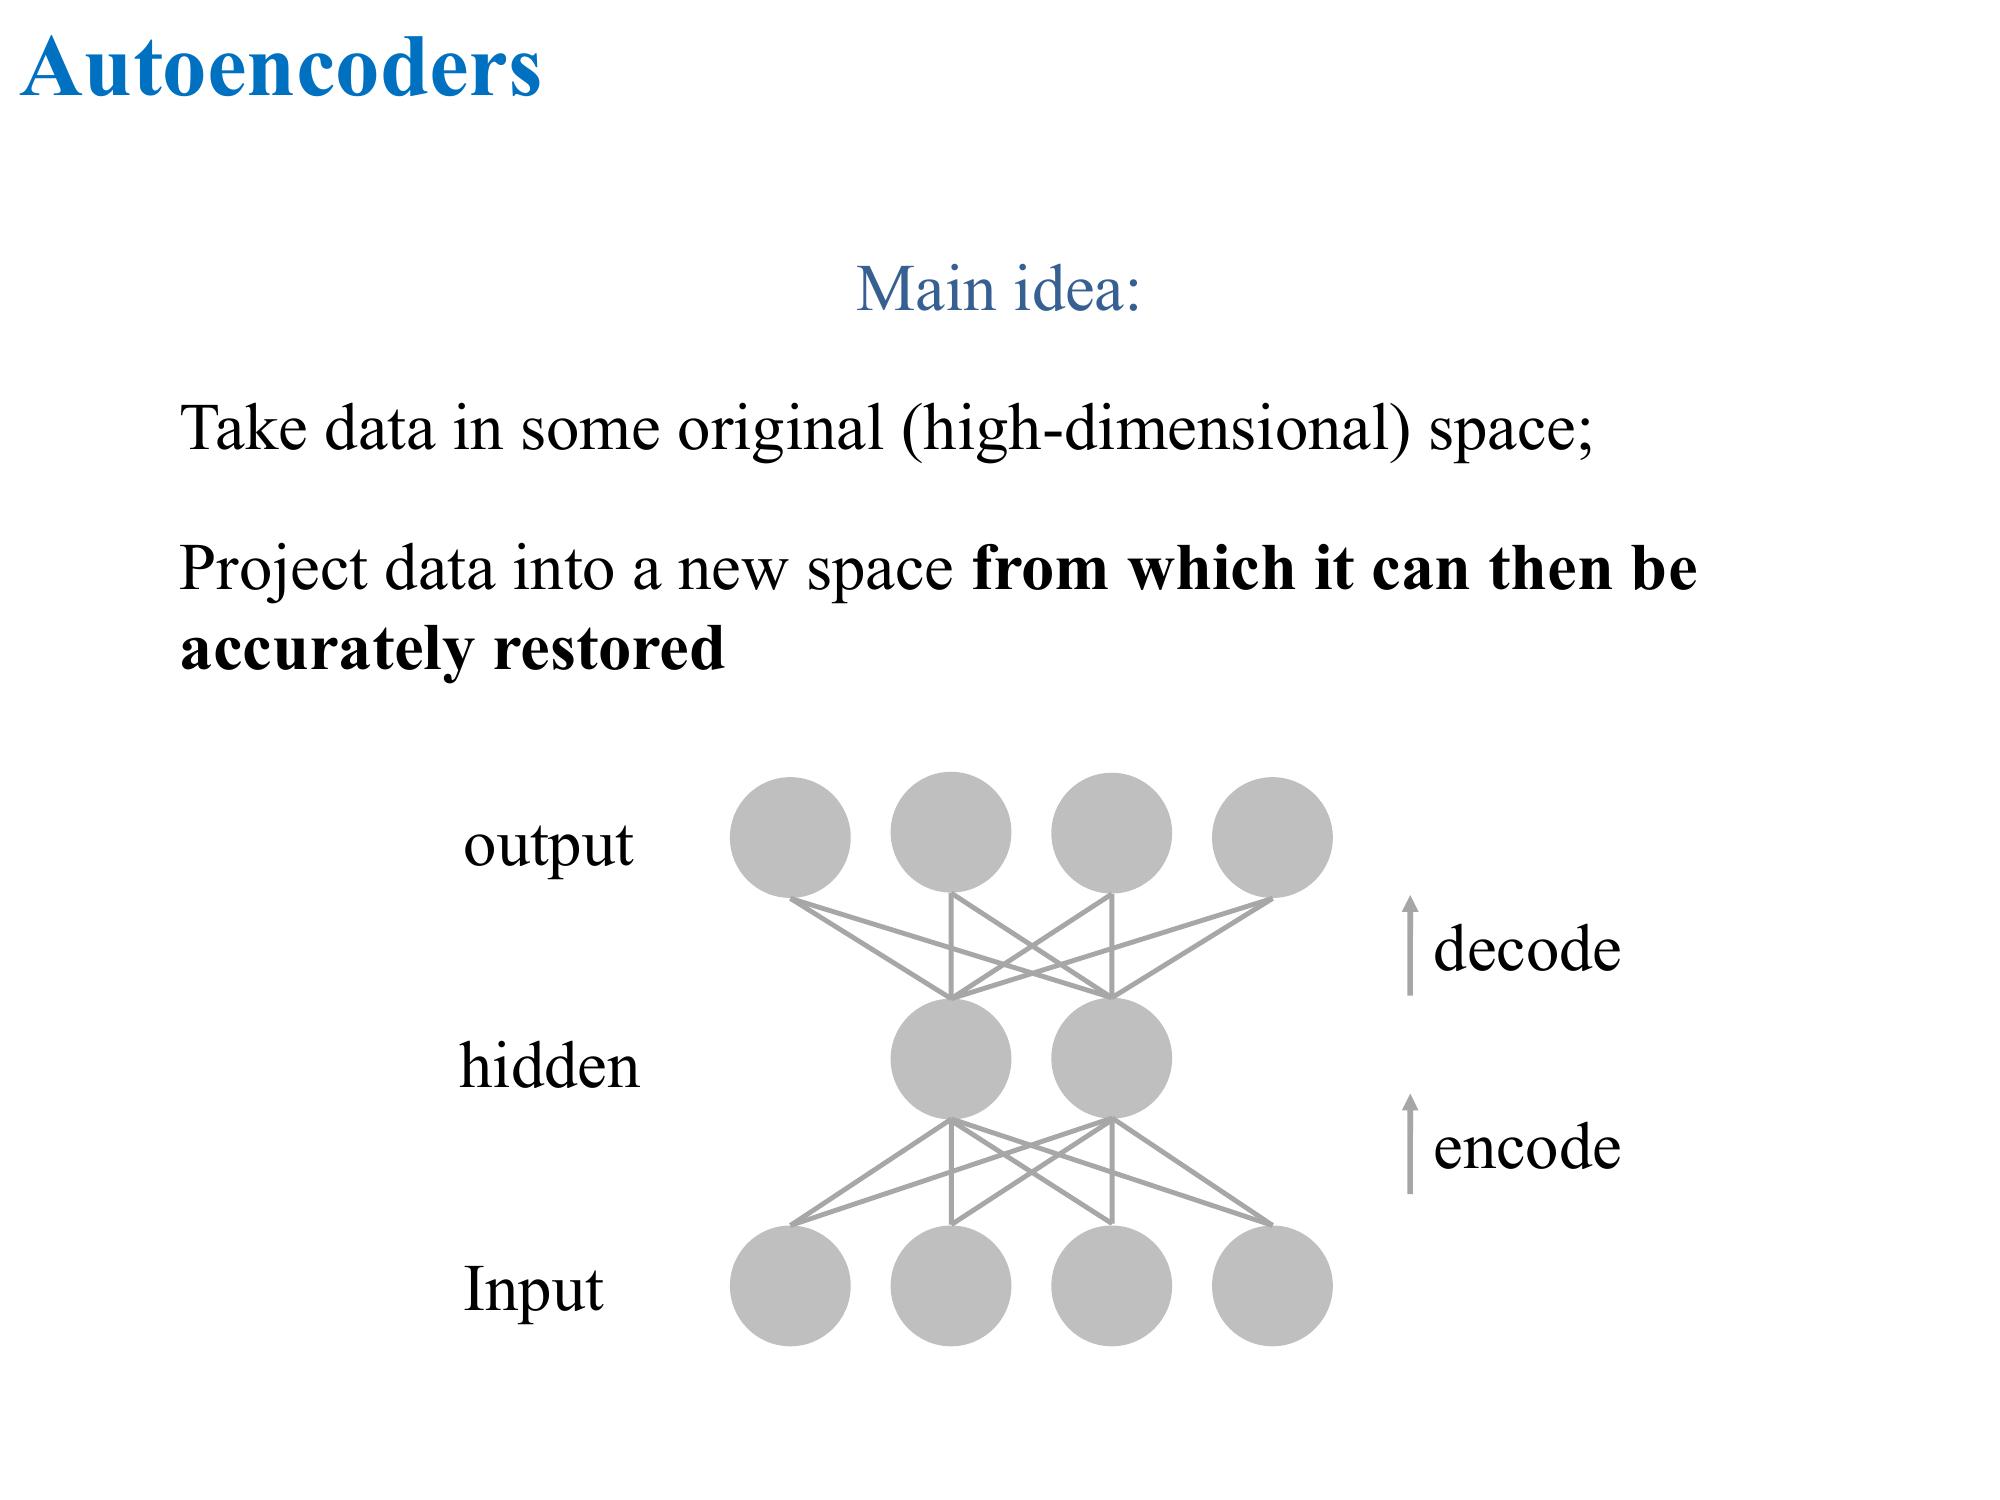 Autoencoders
Main idea:
Take data in some original (high-dimensional) space;
Project data into a new space from which it can then be
accurately restored
output
decode
hidden
encode
Input